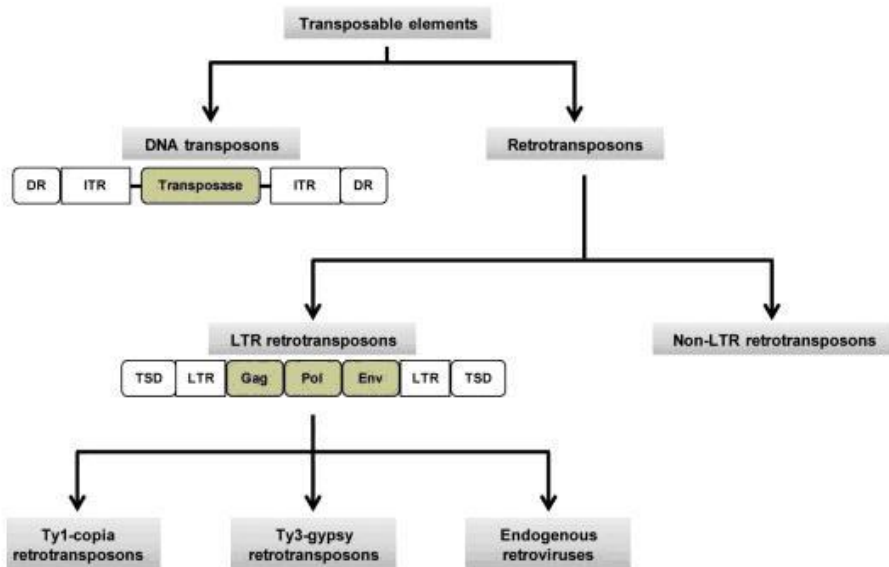 Transposable elements
DNA transposons
Retrotransposons
DR ITR Transposase ITR DR
LTR retrotransposons
Non-LTR retrotransposons
TSD LTR Gag Pol Env LTR TSD
Ty1-copia
retrotransposons
Ty3-gypsy
retrotransposons
Endogenous
retroviruses